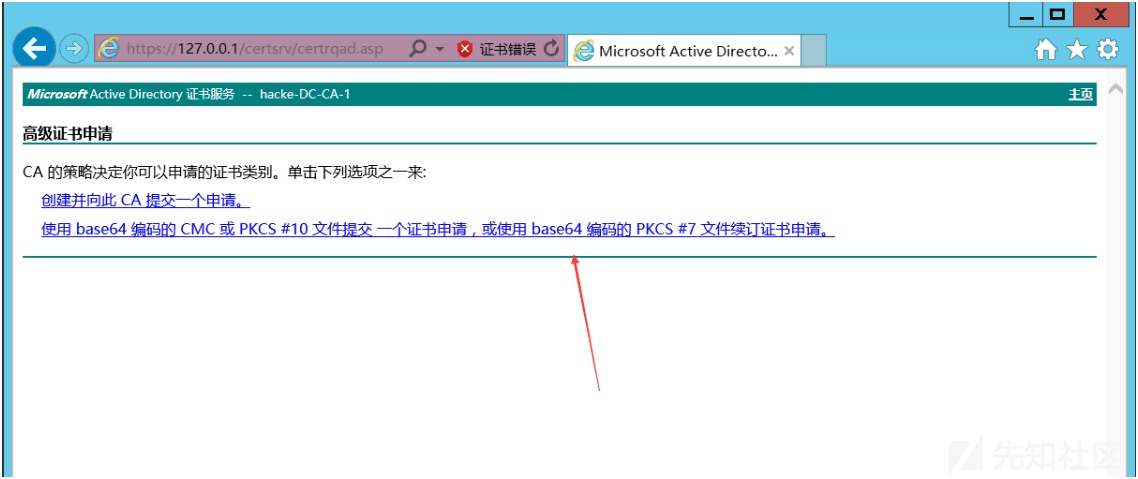 X
https://127.0.0.1/certsrv/certrqad.asp
证书错误
Microsoft Active Directo...
Microsoft Active Directory 证书服务 -- hacke-DC-CA-1
主页
高级证书申请
CA 的策略决定你可以申请的证书类别。单击下列选项之一来:
创建并向此 CA 提交一个申请。
使用 base64 编码的 CMC 或 PKCS #10 文件提交 一个证书申请，或使用 base64 编码的 PKCS #7 文件续订证书申请。
先知社区